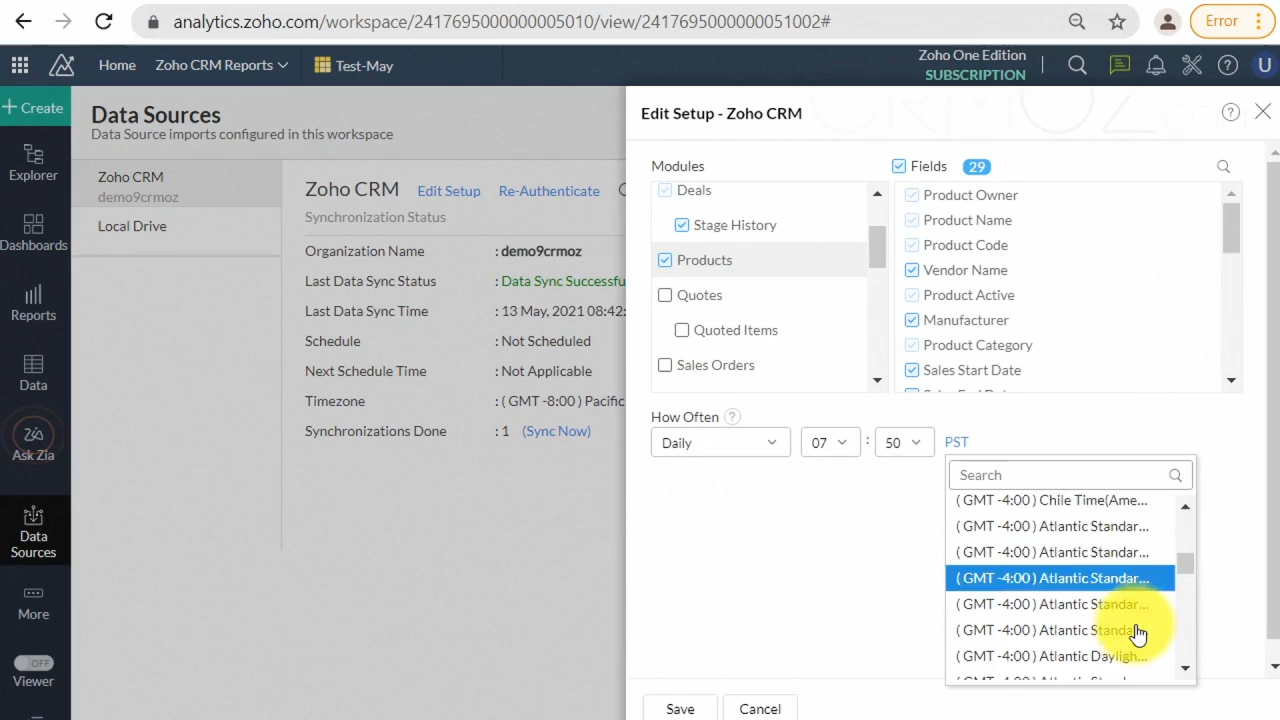 analytics.zoho.com/workspace/2417695000000005010/view/2417695000000051002#
Error
Home
Zoho CRM Reports
Test-May
Zoho One Edition
SUBSCRIPTION
U
+ Create
Explorer
Dashboards
Reports
Data
Ask Zia
Data Sources
More
OFF
Viewer
Data Sources
Data Source imports configured in this workspace
Zoho CRM
demo9crmoz
Local Drive
Zoho CRM
Edit Setup
Re-Authenticate
Synchronization Status
Organization Name : demo9crmoz
Last Data Sync Status : Data Sync Successfu
Last Data Sync Time : 13 May, 2021 08:42:
Schedule : Not Scheduled
Next Schedule Time : Not Applicable
Timezone : ( GMT -8:00 ) Pacific
Synchronizations Done : 1 (Sync Now)
Edit Setup - Zoho CRM
Modules
Deals
Stage History
Products
Quotes
Quoted Items
Sales Orders
Fields 29
Product Owner
Product Name
Product Code
Vendor Name
Product Active
Manufacturer
Product Category
Sales Start Date
How Often
Daily
07 : 50 PST
Search
( GMT -4:00 ) Chile Time(Ame...
( GMT -4:00 ) Atlantic Standar...
( GMT -4:00 ) Atlantic Standar...
( GMT -4:00 ) Atlantic Standar...
( GMT -4:00 ) Atlantic Standar...
( GMT -4:00 ) Atlantic Standar...
( GMT -4:00 ) Atlantic Dayligh...
Save
Cancel